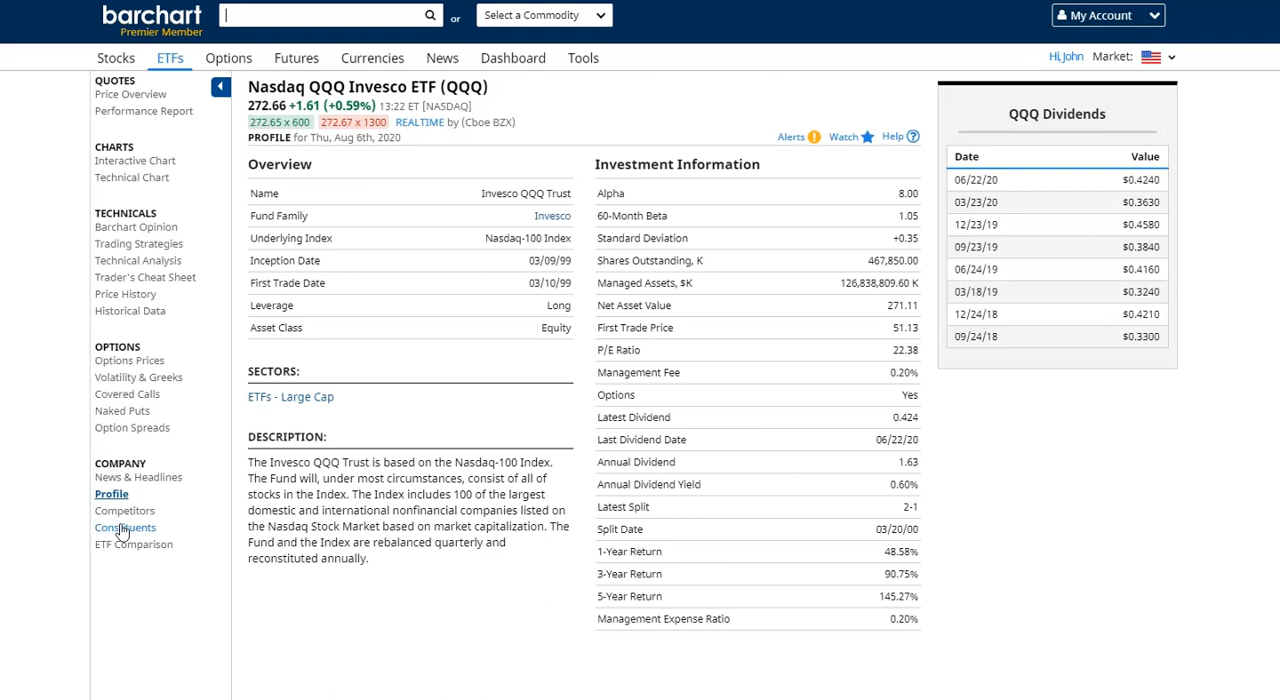 barchart
Premier Member
or
Select a Commodity
My Account
Stocks
ETFs
Options
Futures
Currencies
News
Dashboard
Tools
Hi, John
Market:
QUOTES
Price Overview
Performance Report
CHARTS
Interactive Chart
Technical Chart
TECHNICALS
Barchart Opinion
Trading Strategies
Technical Analysis
Trader's Cheat Sheet
Price History
Historical Data
OPTIONS
Options Prices
Volatility & Greeks
Covered Calls
Naked Puts
Option Spreads
COMPANY
News & Headlines
Profile
Competitors
Constituents
ETF Comparison
Nasdaq QQQ Invesco ETF (QQQ)
272.66 +1.61 (+0.59%) 13:22 ET [NASDAQ]
272.65 x 600 272.67 x 1300 REALTIME by (Cboe BZX)
PROFILE for Thu, Aug 6th, 2020
Alerts
Watch
Help
Overview
Name Invesco QQQ Trust
Fund Family Invesco
Underlying Index Nasdaq-100 Index
Inception Date 03/09/99
First Trade Date 03/10/99
Leverage Long
Asset Class Equity
SECTORS:
ETFs - Large Cap
DESCRIPTION:
The Invesco QQQ Trust is based on the Nasdaq-100 Index.
The Fund will, under most circumstances, consist of all of
stocks in the Index. The Index includes 100 of the largest
domestic and international nonfinancial companies listed on
the Nasdaq Stock Market based on market capitalization. The
Fund and the Index are rebalanced quarterly and
reconstituted annually.
Investment Information
Alpha 8.00
60-Month Beta 1.05
Standard Deviation +0.35
Shares Outstanding, K 467,850.00
Managed Assets, $K 126,838,809.60 K
Net Asset Value 271.11
First Trade Price 51.13
P/E Ratio 22.38
Management Fee 0.20%
Options Yes
Latest Dividend 0.424
Last Dividend Date 06/22/20
Annual Dividend 1.63
Annual Dividend Yield 0.60%
Latest Split 2-1
Split Date 03/20/00
1-Year Return 48.58%
3-Year Return 90.75%
5-Year Return 145.27%
Management Expense Ratio 0.20%
QQQ Dividends
Date Value
06/22/20 $0.4240
03/23/20 $0.3630
12/23/19 $0.4580
09/23/19 $0.3840
06/24/19 $0.4160
03/18/19 $0.3240
12/24/18 $0.4210
09/24/18 $0.3300